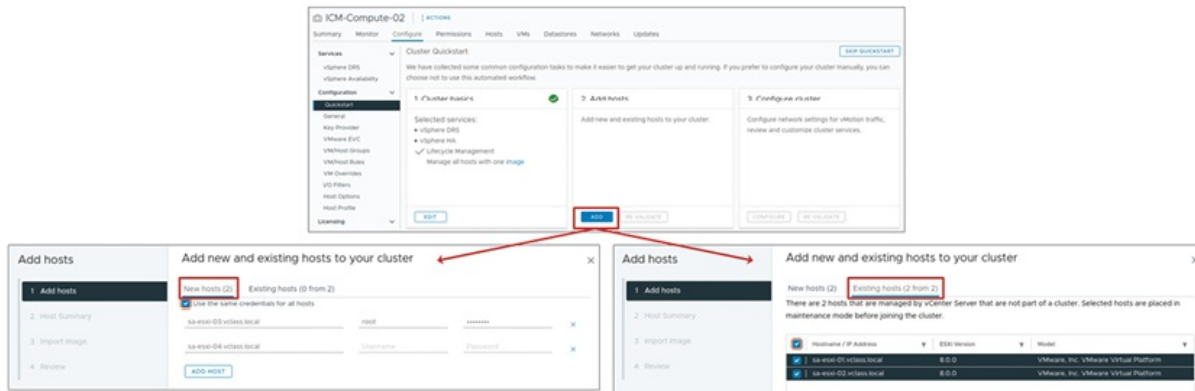 ICM-Compute-02
ACTIONS
Summary Monitor Configure Permissions Hosts VMs Datastores Networks Updates
Services
vSphere DRS
vSphere Availability
Configuration
Quickstart
General
Key Provider
VMware EVC
VM/Host Groups
VM/Host Rules
VM Overrides
I/O Filters
Host Options
Host Profile
Licensing
Cluster Quickstart
SKIP QUICKSTART
We have collected some common configuration tasks to make it easier to get your cluster up and running. If you prefer to configure your cluster manually, you can
choose not to use this automated workflow.
1. Cluster basics
Selected services:
• vSphere DRS
• vSphere HA
Lifecycle Management
Manage all hosts with one image
EDIT
2. Add hosts
Add new and existing hosts to your cluster.
ADD RE-VALIDATE
3. Configure cluster
Configure network settings for vMotion traffic,
review and customize cluster services.
CONFIGURE RE-VALIDATE
Add hosts
1 Add hosts
2 Host Summary
3 Import Image
4 Review
Add new and existing hosts to your cluster
New hosts (2) Existing hosts (0 from 2)
Use the same credentials for all hosts
sa-esxi-03.vclass.local root ········
sa-esxi-04.vclass.local Username Password
ADD HOST
Add hosts
1 Add hosts
2 Host Summary
3 Import Image
4 Review
Add new and existing hosts to your cluster
New hosts (2) Existing hosts (2 from 2)
There are 2 hosts that are managed by vCenter Server that are not part of a cluster. Selected hosts are placed in
maintenance mode before joining the cluster.
Hostname / IP Address ESXi Version Model
sa-esxi-01.vclass.local 8.0.0 VMware, Inc. VMware Virtual Platform
sa-esxi-02.vclass.local 8.0.0 VMware, Inc. VMware Virtual Platform